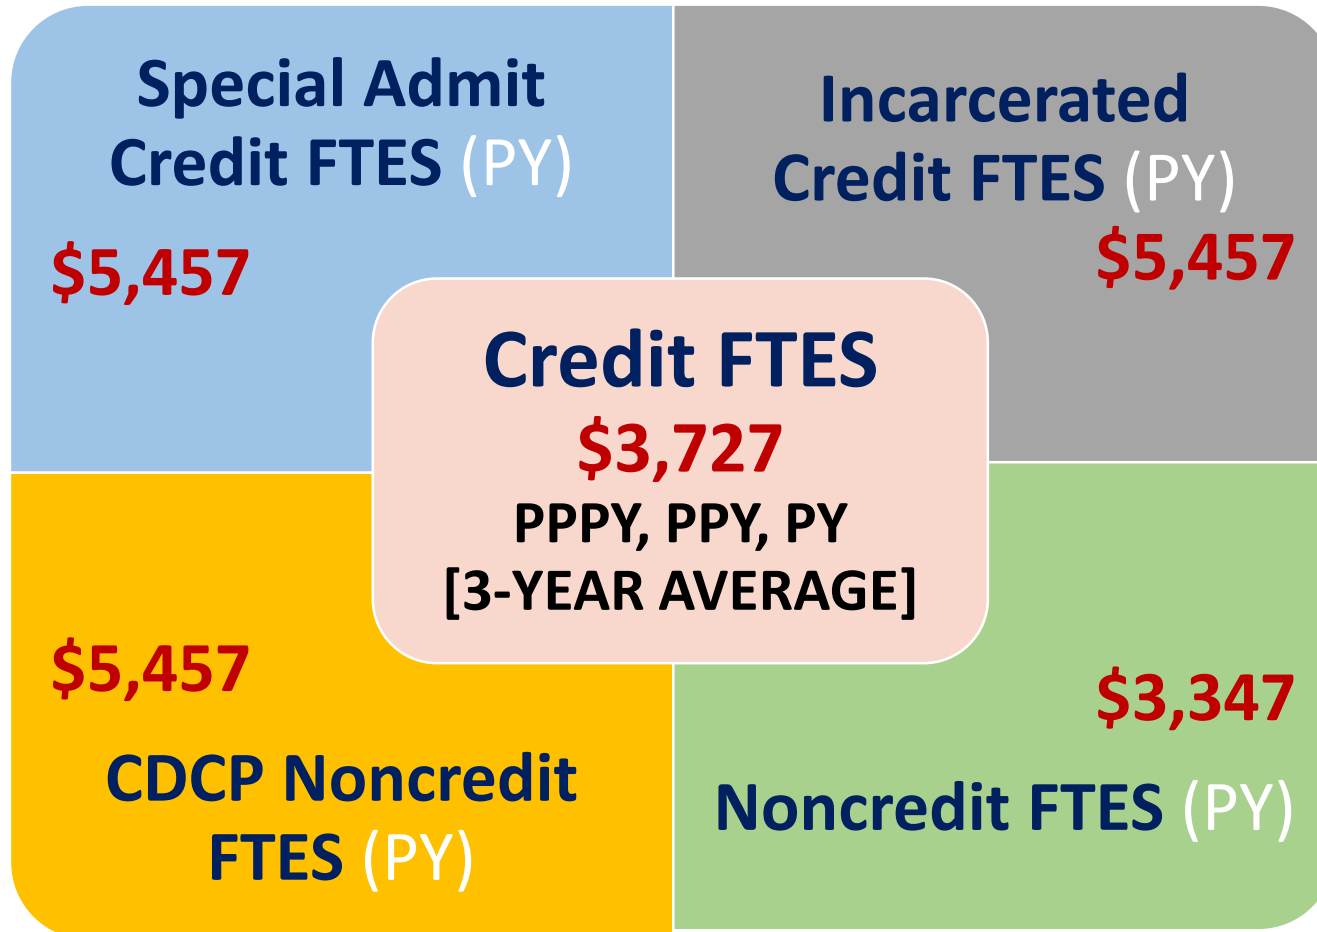 Special Admit
Credit FTES (PY)
$5,457
Incarcerated
Credit FTES (PY)
$5,457
Credit FTES
$3,727
PPPY, PPY, PY
[3-YEAR AVERAGE]
$5,457
CDCP Noncredit
FTES (PY)
$3,347
Noncredit FTES (PY)